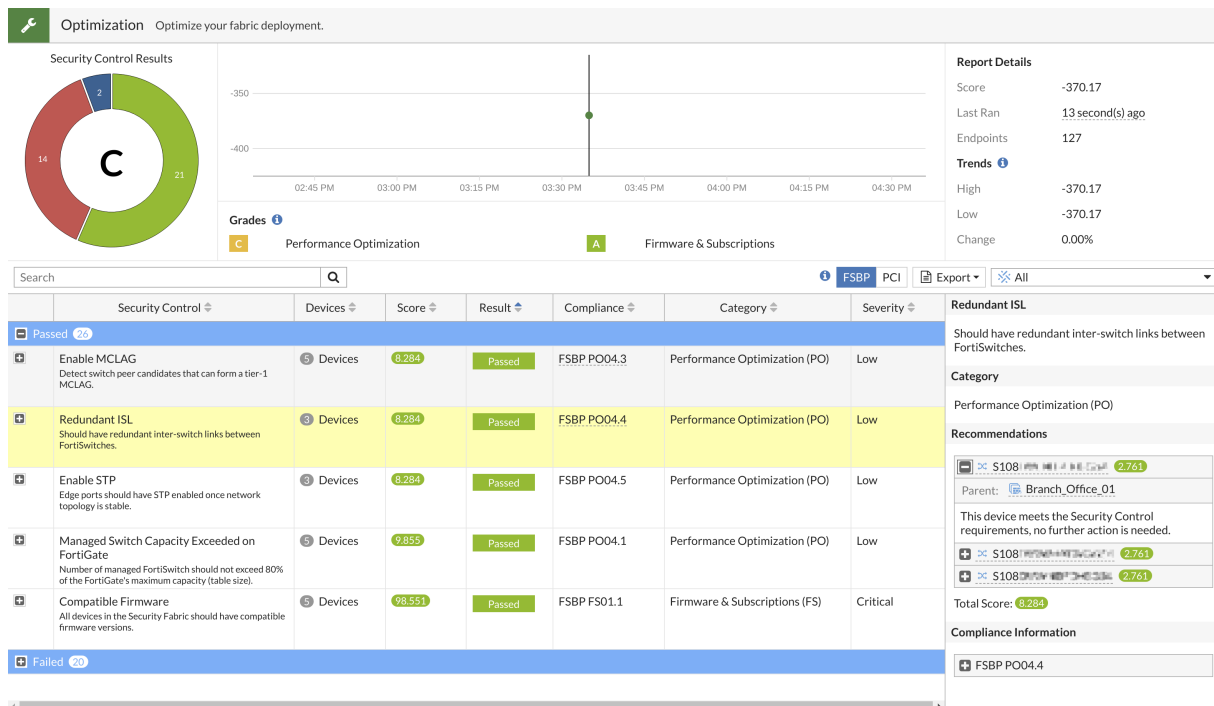 Optimization Optimize your fabric deployment.
Security Control Results
2
14
C
21
-350
-400
02:45 PM 03:00 PM 03:15 PM 03:30 PM 03:45 PM 04:00 PM 04:15 PM 04:30 PM
Grades
C Performance Optimization A Firmware & Subscriptions
Report Details
Score -370.17
Last Ran 13 second(s) ago
Endpoints 127
Trends
High -370.17
Low -370.17
Change 0.00%
Search FSBP PCI Export All
Security Control Devices Score Result Compliance Category Severity
Passed 26
Enable MCLAG 5 Devices 8.284 Passed FSBP PO04.3 Performance Optimization (PO) Low
Detect switch peer candidates that can form a tier-1
MCLAG.
Redundant ISL 3 Devices 8.284 Passed FSBP PO04.4 Performance Optimization (PO) Low
Should have redundant inter-switch links between
FortiSwitches.
Enable STP 3 Devices 8.284 Passed FSBP PO04.5 Performance Optimization (PO) Low
Edge ports should have STP enabled once network
topology is stable.
Managed Switch Capacity Exceeded on 5 Devices 9.855 Passed FSBP PO04.1 Performance Optimization (PO) Low
FortiGate
Number of managed FortiSwitch should not exceed 80%
of the FortiGate's maximum capacity (table size).
Compatible Firmware 5 Devices 98.551 Passed FSBP FS01.1 Firmware & Subscriptions (FS) Critical
All devices in the Security Fabric should have compatible
firmware versions.
Failed 20
Redundant ISL
Should have redundant inter-switch links between
FortiSwitches.
Category
Performance Optimization (PO)
Recommendations
S108 2.761
Parent: Branch_Office_01
This device meets the Security Control
requirements, no further action is needed.
S108 2.761
S108 2.761
Total Score: 8.284
Compliance Information
FSBP PO04.4